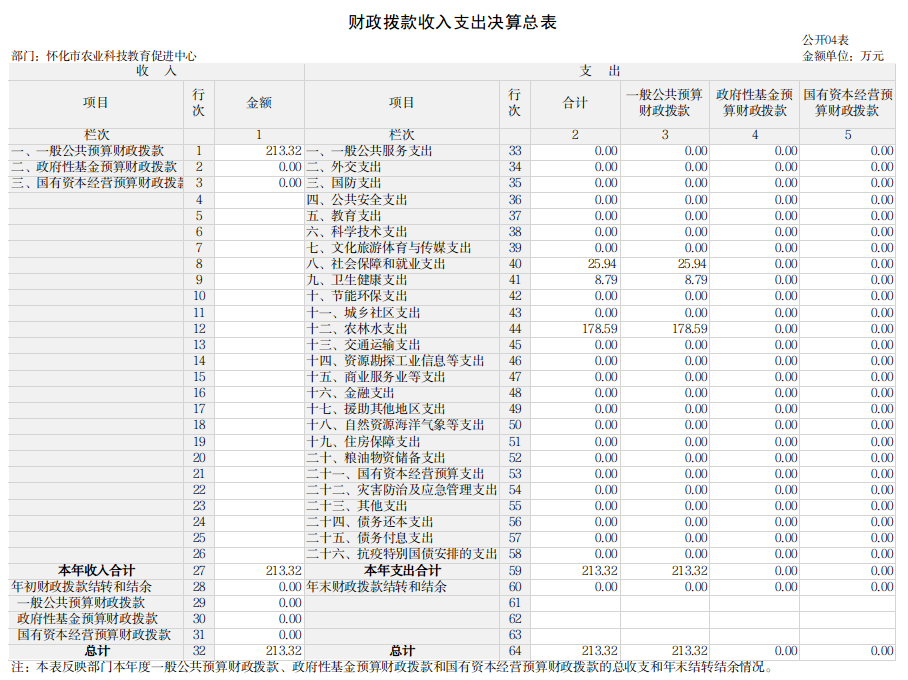 财政拨款收入支出决算总表
公开04表
部门：怀化市农业科技教育促进中心 金额单位：万元
收 入 支 出
项目 行次 金额 项目 行次 合计 一般公共预算财政拨款 政府性基金预算财政拨款 国有资本经营预算财政拨款
栏次 1 栏次 2 3 4 5
一、一般公共预算财政拨款 1 213.32 一、一般公共服务支出 33 0.00 0.00 0.00 0.00
二、政府性基金预算财政拨款 2 0.00 二、外交支出 34 0.00 0.00 0.00 0.00
三、国有资本经营预算财政拨 3 0.00 三、国防支出 35 0.00 0.00 0.00 0.00
4 四、公共安全支出 36 0.00 0.00 0.00 0.00
5 五、教育支出 37 0.00 0.00 0.00 0.00
6 六、科学技术支出 38 0.00 0.00 0.00 0.00
7 七、文化旅游体育与传媒支出 39 0.00 0.00 0.00 0.00
8 八、社会保障和就业支出 40 25.94 25.94 0.00 0.00
9 九、卫生健康支出 41 8.79 8.79 0.00 0.00
10 十、节能环保支出 42 0.00 0.00 0.00 0.00
11 十一、城乡社区支出 43 0.00 0.00 0.00 0.00
12 十二、农林水支出 44 178.59 178.59 0.00 0.00
13 十三、交通运输支出 45 0.00 0.00 0.00 0.00
14 十四、资源勘探工业信息等支出 46 0.00 0.00 0.00 0.00
15 十五、商业服务业等支出 47 0.00 0.00 0.00 0.00
16 十六、金融支出 48 0.00 0.00 0.00 0.00
17 十七、援助其他地区支出 49 0.00 0.00 0.00 0.00
18 十八、自然资源海洋气象等支出 50 0.00 0.00 0.00 0.00
19 十九、住房保障支出 51 0.00 0.00 0.00 0.00
20 二十、粮油物资储备支出 52 0.00 0.00 0.00 0.00
21 二十一、国有资本经营预算支出 53 0.00 0.00 0.00 0.00
22 二十二、灾害防治及应急管理支出 54 0.00 0.00 0.00 0.00
23 二十三、其他支出 55 0.00 0.00 0.00 0.00
24 二十四、债务还本支出 56 0.00 0.00 0.00 0.00
25 二十五、债务付息支出 57 0.00 0.00 0.00 0.00
26 二十六、抗疫特别国债安排的支出 58 0.00 0.00 0.00 0.00
本年收入合计 27 213.32 本年支出合计 59 213.32 213.32 0.00 0.00
年初财政拨款结转和结余 28 0.00 年末财政拨款结转和结余 60 0.00 0.00 0.00 0.00
一般公共预算财政拨款 29 0.00 61
政府性基金预算财政拨款 30 0.00 62
国有资本经营预算财政拨款 31 0.00 63
总计 32 213.32 总计 64 213.32 213.32 0.00 0.00
注：本表反映部门本年度一般公共预算财政拨款、政府性基金预算财政拨款和国有资本经营预算财政拨款的总收支和年末结转结余情况。